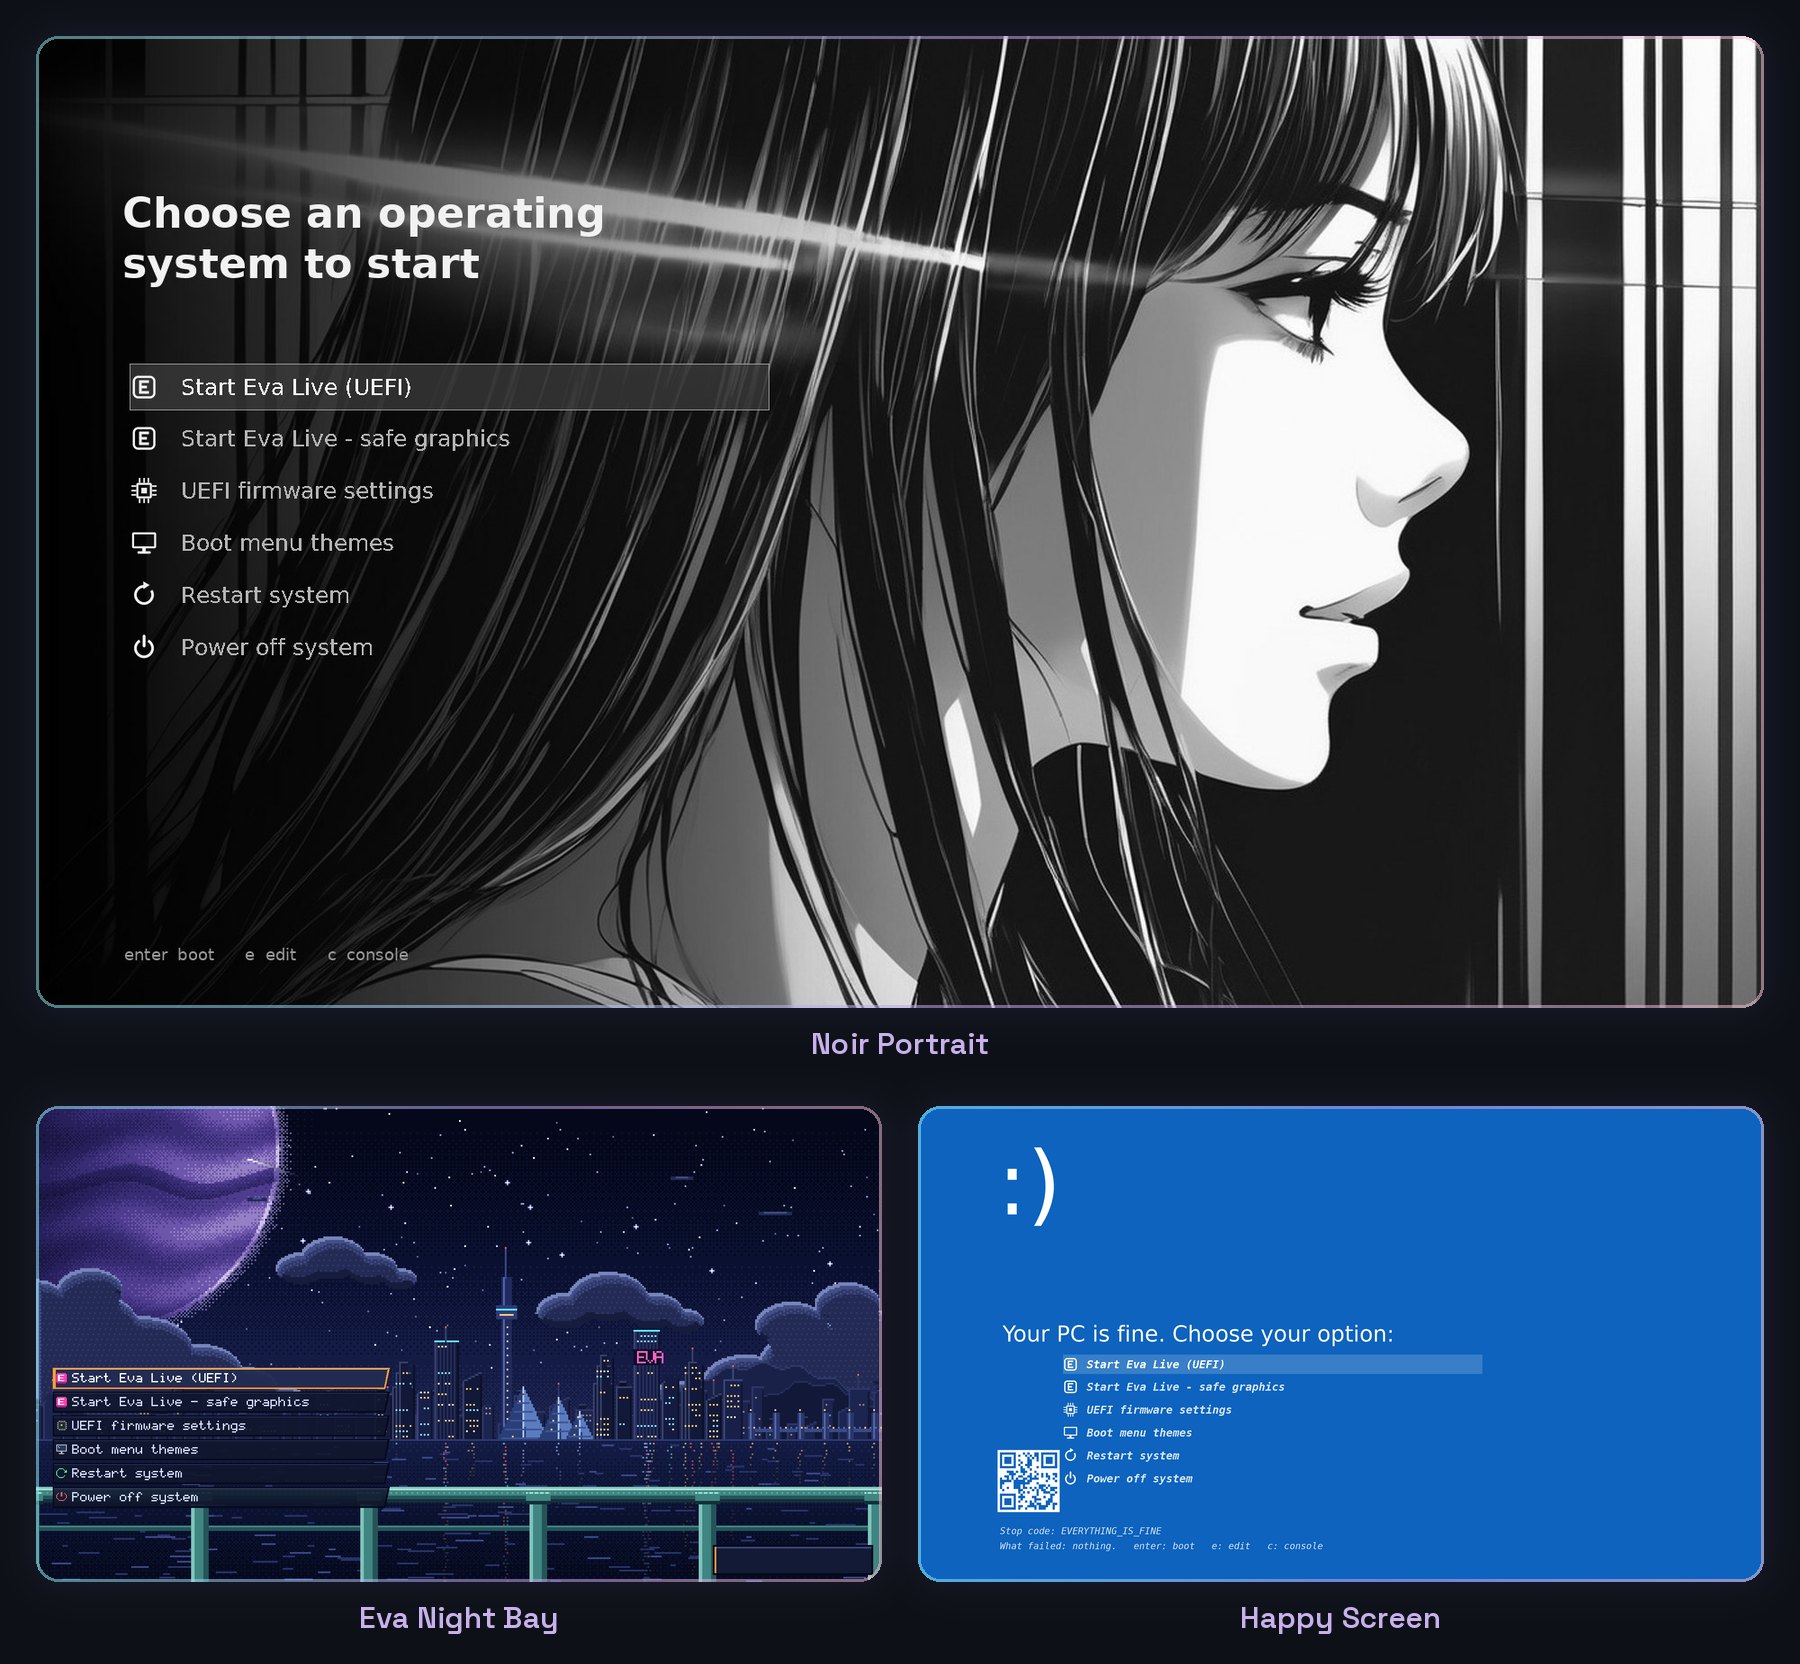 Choose an operating
system to start
Start Eva Live (UEFI)
Start Eva Live - safe graphics
UEFI firmware settings
Boot menu themes
Restart system
Power off system
enter boot e edit c console
Noir Portrait
EVA
Start Eva Live (UEFI)
Start Eva Live - safe graphics
UEFI firmware settings
Boot menu themes
Restart system
Power off system
Eva Night Bay
:)
Your PC is fine. Choose your option:
Start Eva Live (UEFI)
Start Eva Live - safe graphics
UEFI firmware settings
Boot menu themes
Restart system
Power off system
Stop code: EVERYTHING_IS_FINE
What failed: nothing. enter: boot e: edit c: console
Happy Screen